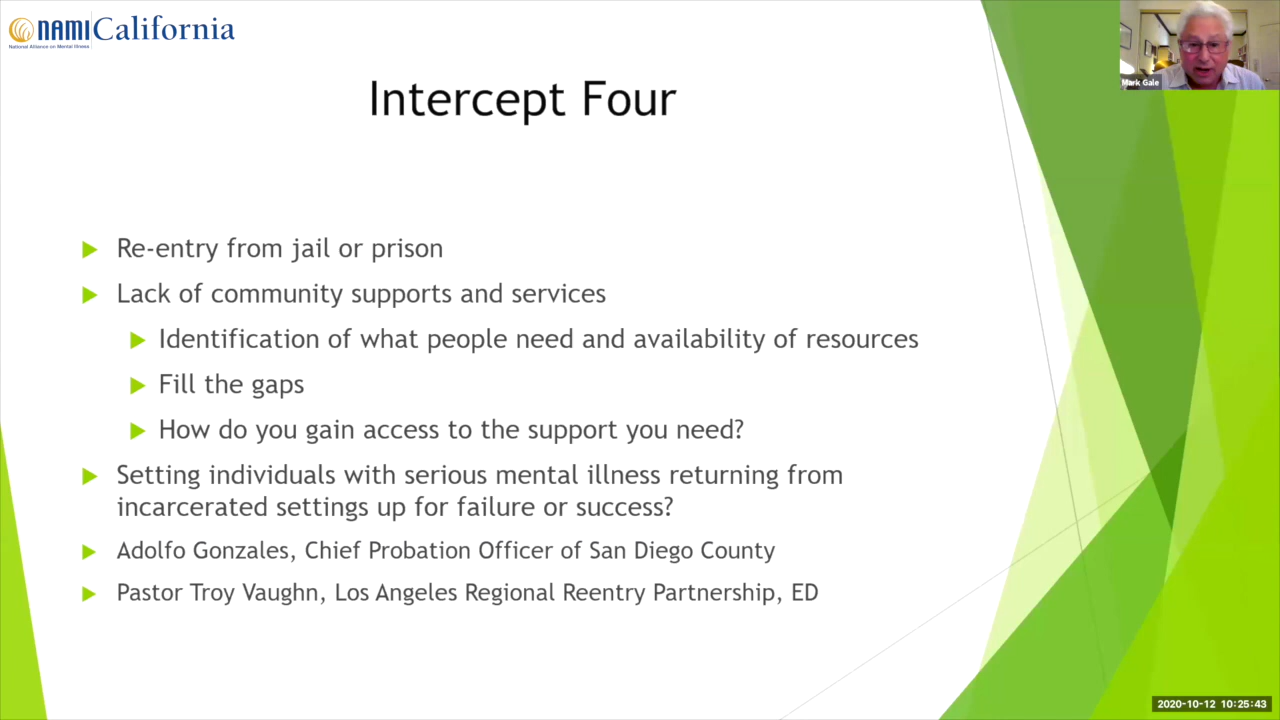 NAMI California
National Alliance on Mental Illness
Mark Gale
Intercept Four
Re-entry from jail or prison
Lack of community supports and services
Identification of what people need and availability of resources
Fill the gaps
How do you gain access to the support you need?
Setting individuals with serious mental illness returning from
incarcerated settings up for failure or success?
Adolfo Gonzales, Chief Probation Officer of San Diego County
Pastor Troy Vaughn, Los Angeles Regional Reentry Partnership, ED
2020-10-12 10:25:43